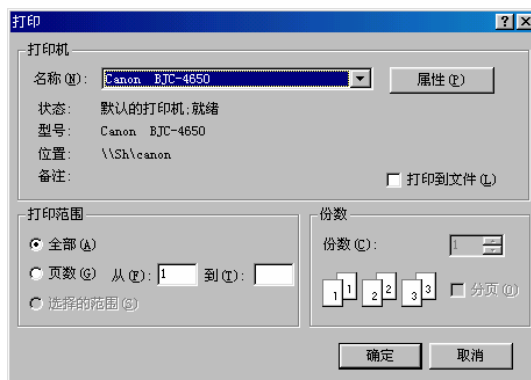 打印
打印机
名称(N): Canon BJC-4650 属性(P)
状态: 默认的打印机;就绪
型号: Canon BJC-4650
位置: \\Sh\canon
备注: 打印到文件(L)
打印范围
全部(A)
页数(G) 从(F): 1 到(T):
选择的范围(S)
份数
份数(C): 1
1 1 2 2 3 3 分页(O)
确定 取消